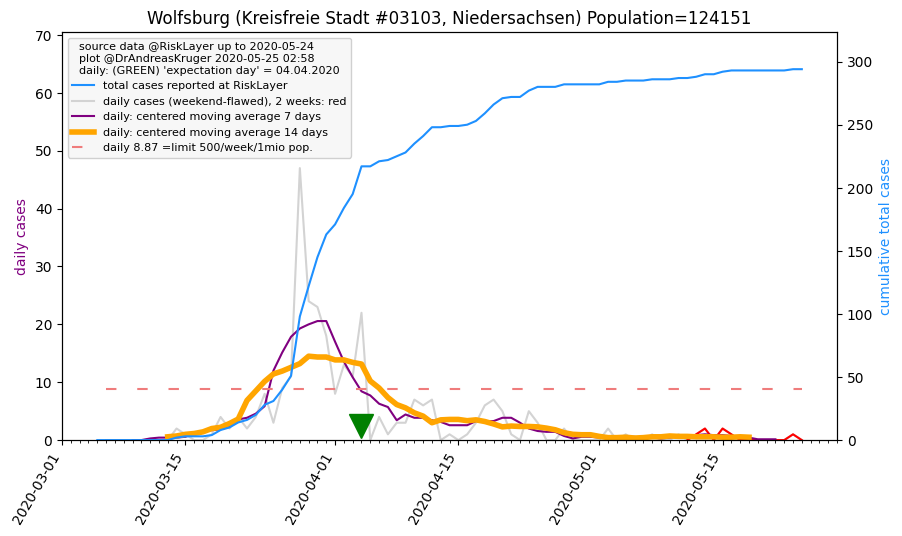 Wolfsburg (Kreisfreie Stadt #03103, Niedersachsen) Population=124151
source data @RiskLayer up to 2020-05-24
plot @DrAndreasKruger 2020-05-25 02:58
daily: (GREEN) 'expectation day' = 04.04.2020
total cases reported at RiskLayer
daily cases (weekend-flawed), 2 weeks: red
daily: centered moving average 7 days
daily: centered moving average 14 days
daily 8.87 =limit 500/week/1mio pop.
daily cases
70
60
50
40
30
20
10
0
cumulative total cases
300
250
200
150
100
50
0
2020-03-01
2020-03-15
2020-04-01
2020-04-15
2020-05-01
2020-05-15